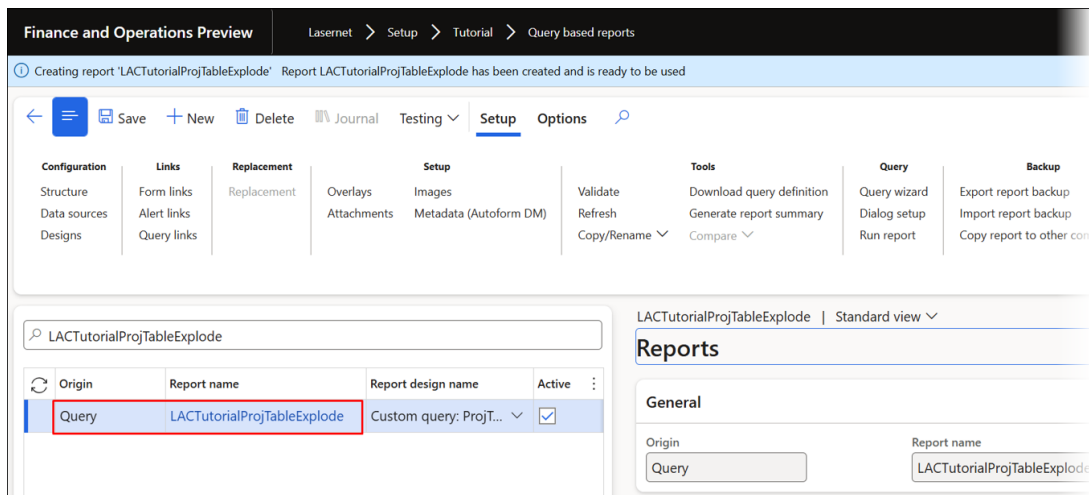 Finance and Operations Preview Lasernet > Setup > Tutorial > Query based reports
Creating report 'LACTutorialProjTableExplode' Report LACTutorialProjTableExplode has been created and is ready to be used
Save + New Delete Journal Testing Setup Options
Configuration Links Replacement Setup Tools Query Backup
Structure Form links Replacement Overlays Images Validate Download query definition Query wizard Export report backup
Data sources Alert links Attachments Metadata (Autoform DM) Refresh Generate report summary Dialog setup Import report backup
Designs Query links Copy/Rename Compare Run report Copy report to other con
LACTutorialProjTableExplode | Standard view
LACTutorialProjTableExplode
Reports
Origin Report name Report design name Active
General
Query LACTutorialProjTableExplode Custom query: ProjT...
Origin Report name
Query LACTutorialProjTableExplode